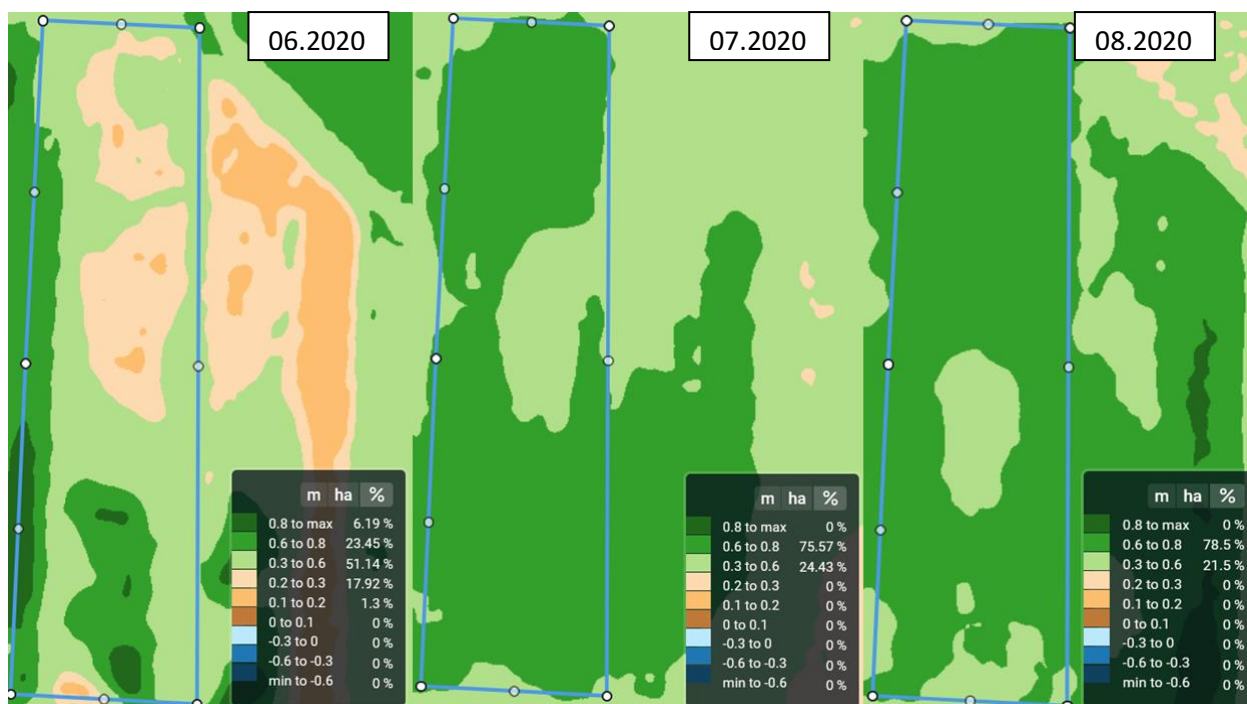 06.2020
07.2020
08.2020
m ha %
0.8 to max 6.19 %
0.6 to 0.8 23.45 %
0.3 to 0.6 51.14 %
0.2 to 0.3 17.92 %
0.1 to 0.2 1.3 %
0 to 0.1 0 %
-0.3 to 0 0 %
-0.6 to -0.3 0 %
min to -0.6 0 %
m ha %
0.8 to max 0 %
0.6 to 0.8 75.57 %
0.3 to 0.6 24.43 %
0.2 to 0.3 0 %
0.1 to 0.2 0 %
0 to 0.1 0 %
-0.3 to 0 0 %
-0.6 to -0.3 0 %
min to -0.6 0 %
m ha %
0.8 to max 0 %
0.6 to 0.8 78.5 %
0.3 to 0.6 21.5 %
0.2 to 0.3 0 %
0.1 to 0.2 0 %
0 to 0.1 0 %
-0.3 to 0 0 %
-0.6 to -0.3 0 %
min to -0.6 0 %